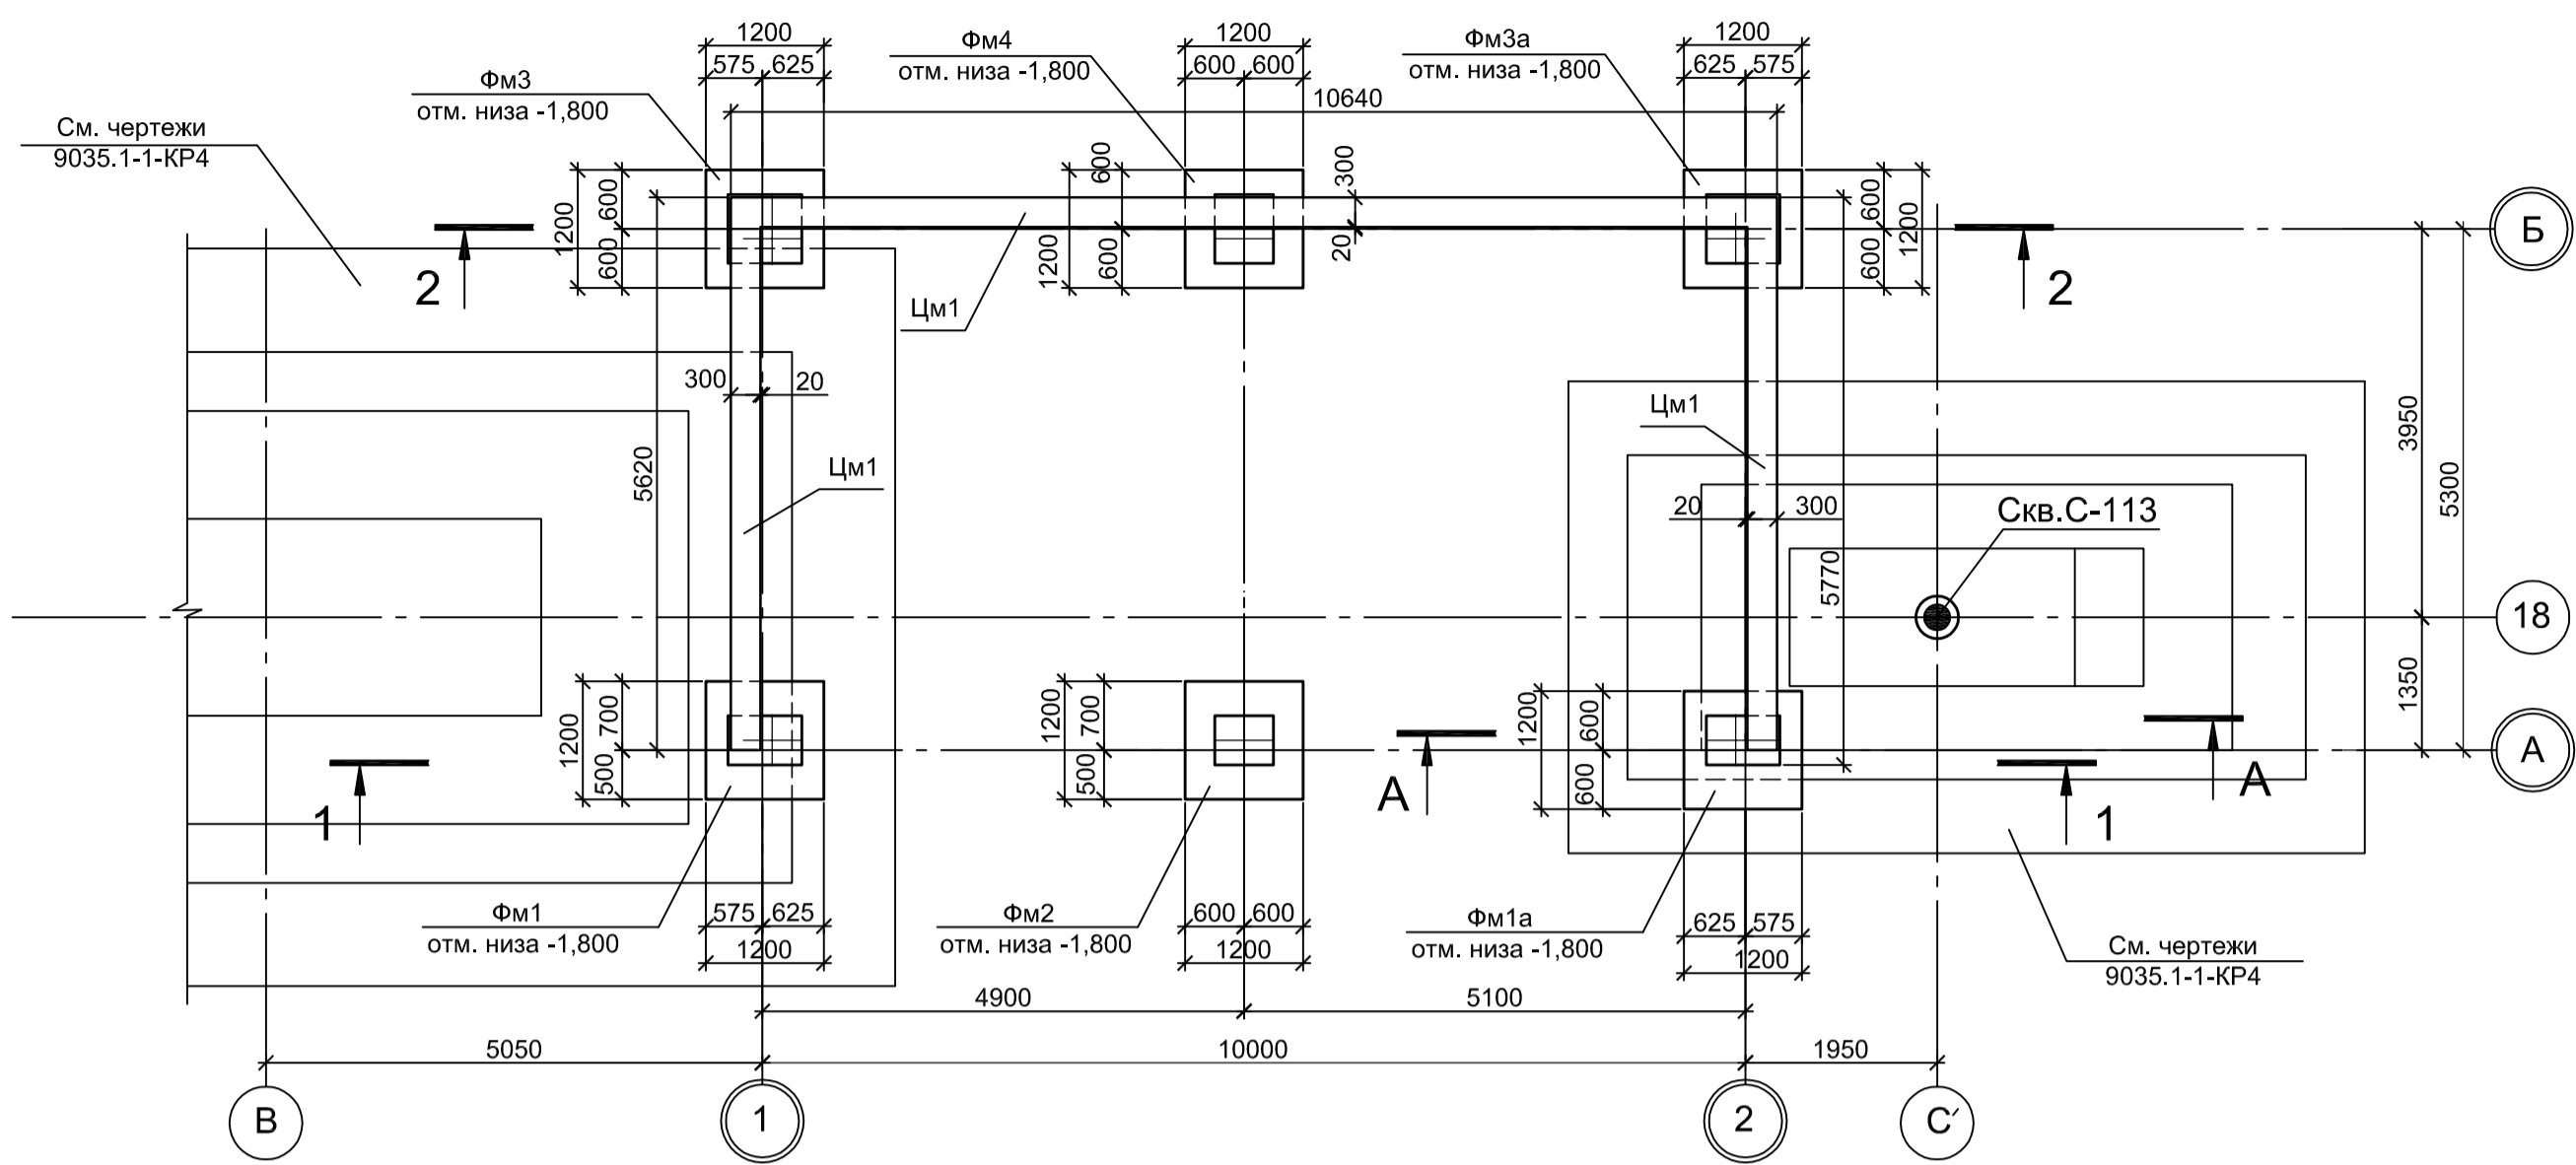 1200
1200
1200
575
625
600
600
625
575
Фм3
отм. низа -1,800
Фм4
отм. низа -1,800
Фм3а
отм. низа -1,800
См. чертежи
9035.1-1-КР4
10640
1200
600
600
1200
600
600
300
20
600
600
1200
Б
2
2
Цм1
300
20
Цм1
3950
5620
Цм1
20
300
5770
Скв.С-113
5300
18
1350
1200
700
500
1200
700
500
1200
600
600
А
А
А
1
1
Фм1
отм. низа -1,800
575
625
1200
Фм2
отм. низа -1,800
600
600
1200
Фм1а
отм. низа -1,800
625
575
1200
См. чертежи
9035.1-1-КР4
4900
5100
5050
10000
1950
В
1
2
С′